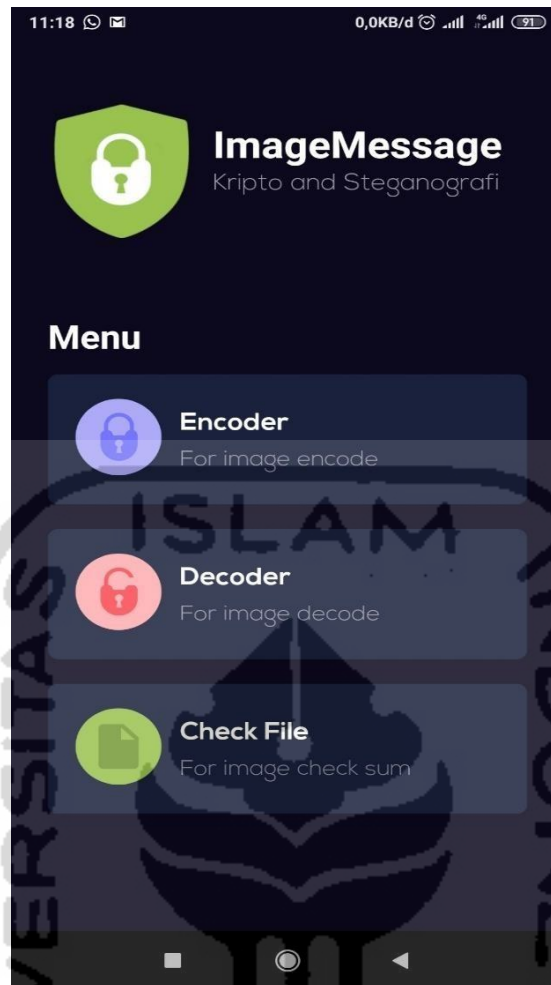 11:18 0,0KB/d 4G 91
ImageMessage
Kripto and Steganografi
Menu
Encoder
For image encode
ISLAM
Decoder
For image decode
Check File
For image check sum